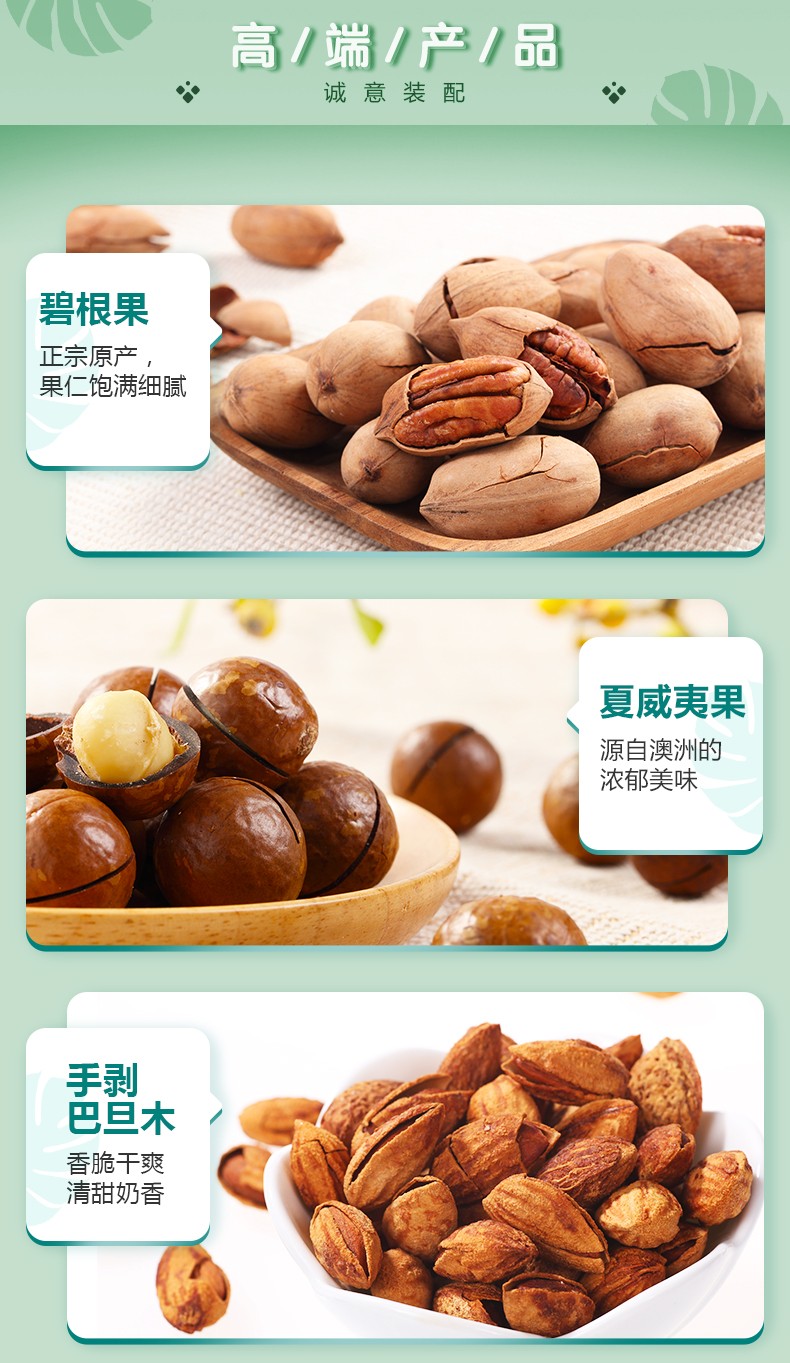 高/端/产/品
诚意装配
碧根果
正宗原产，
果仁饱满细腻
夏威夷果
源自澳洲的
浓郁美味
手剥
巴旦木
香脆干爽
清甜奶香